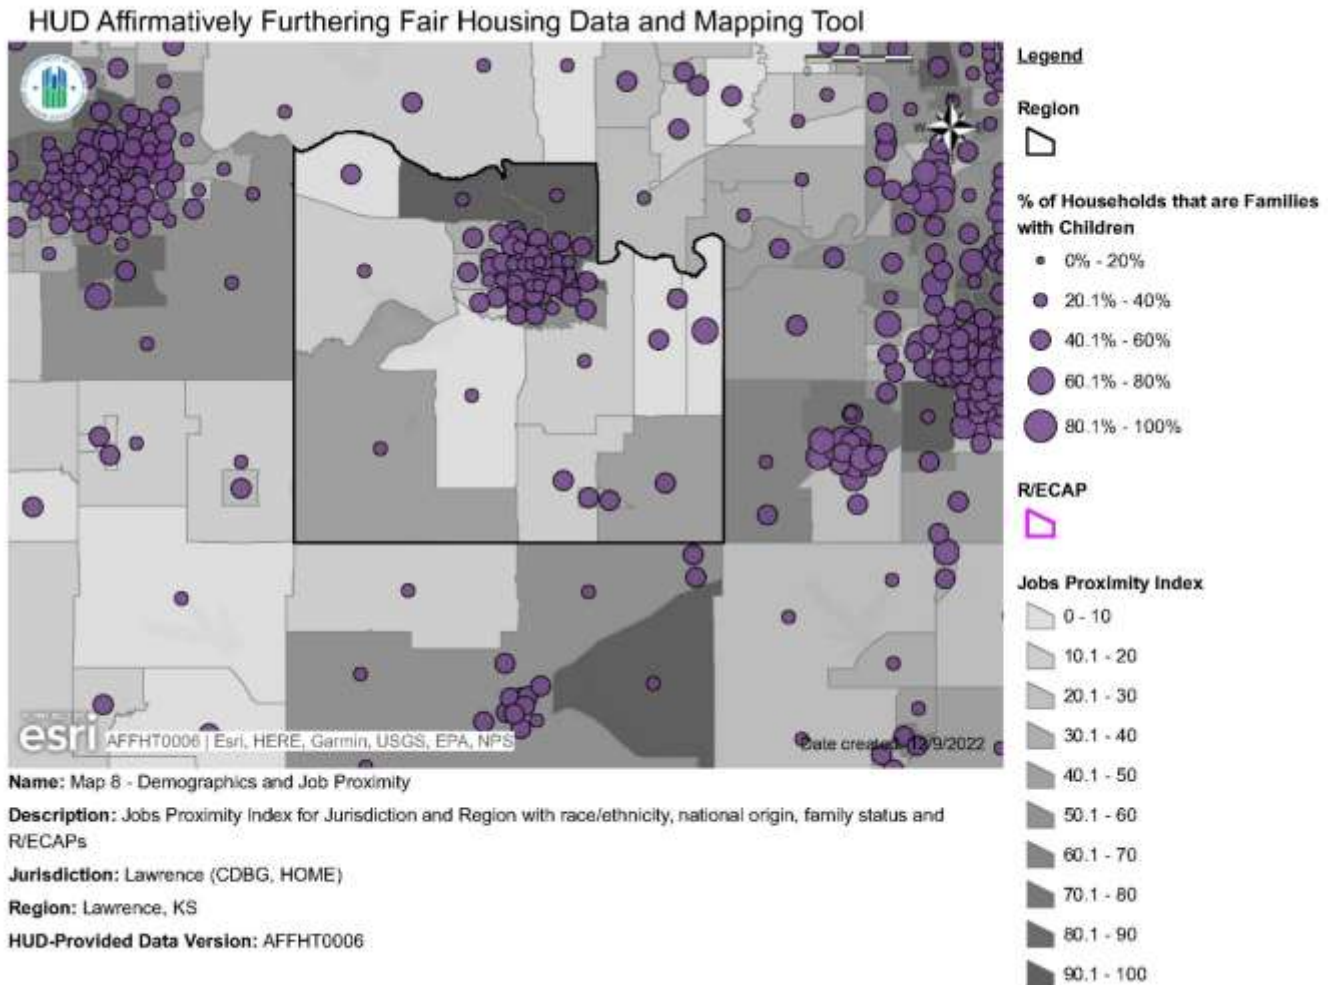 HUD Affirmatively Furthering Fair Housing Data and Mapping Tool
Legend
Region
% of Households that are Families
with Children
0% - 20%
20.1% - 40%
40.1% - 60%
60.1% - 80%
80.1% - 100%
R/ECAP
Jobs Proximity Index
0 - 10
10.1 - 20
20.1 - 30
30.1 - 40
40.1 - 50
50.1 - 60
60.1 - 70
70.1 - 80
80.1 - 90
90.1 - 100
esri AFFHT0006 | Esri, HERE, Garmin, USGS, EPA, NPS
Date created: 12/9/2022
Name: Map 8 - Demographics and Job Proximity
Description: Jobs Proximity Index for Jurisdiction and Region with race/ethnicity, national origin, family status and
R/ECAPs
Jurisdiction: Lawrence (CDBG, HOME)
Region: Lawrence, KS
HUD-Provided Data Version: AFFHT0006